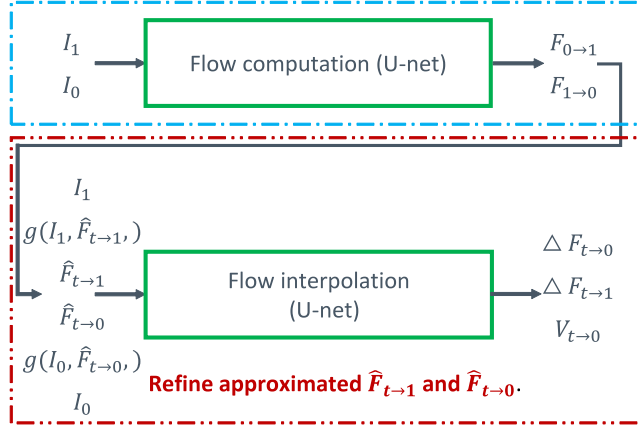 I₁
I₀
Flow computation (U-net)
F₀→₁
F₁→₀
I₁
g(I₁, F̂ₜ→₁,)
F̂ₜ→₁
F̂ₜ→₀
g(I₀, F̂ₜ→₀,)
I₀
Flow interpolation
(U-net)
△ Fₜ→₀
△ Fₜ→₁
Vₜ→₀
Refine approximated F̂ₜ→₁ and F̂ₜ→₀.